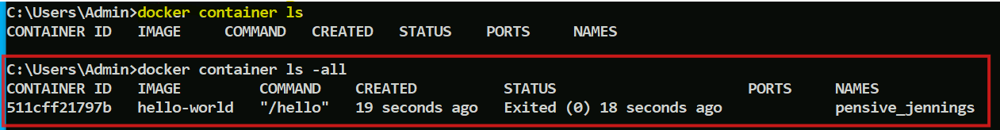 C:\Users\Admin>docker container ls
CONTAINER ID IMAGE COMMAND CREATED STATUS PORTS NAMES
C:\Users\Admin>docker container ls -all
CONTAINER ID IMAGE COMMAND CREATED STATUS PORTS NAMES
511cff21797b hello-world "/hello" 19 seconds ago Exited (0) 18 seconds ago pensive_jennings